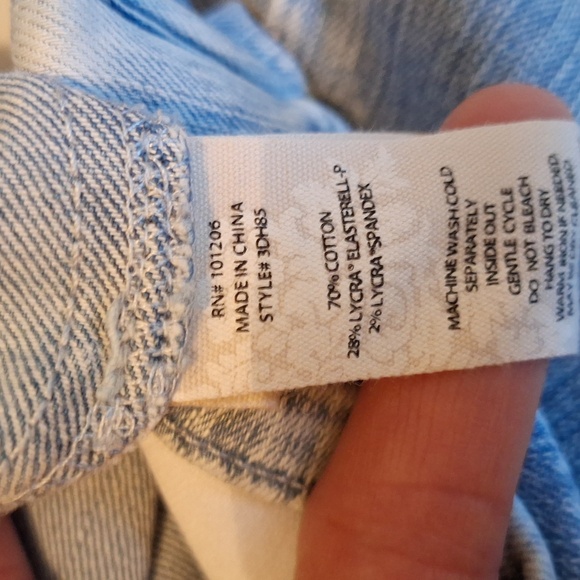 RN# 101206
MADE IN CHINA
STYLE# 3DH85
70% COTTON
28% LYCRA® ELASTERELL-P
2% LYCRA® SPANDEX
MACHINE WASH COLD
SEPARATELY
INSIDE OUT
GENTLE CYCLE
DO NOT BLEACH
HANG TO DRY
WARM IRON IF NEEDED